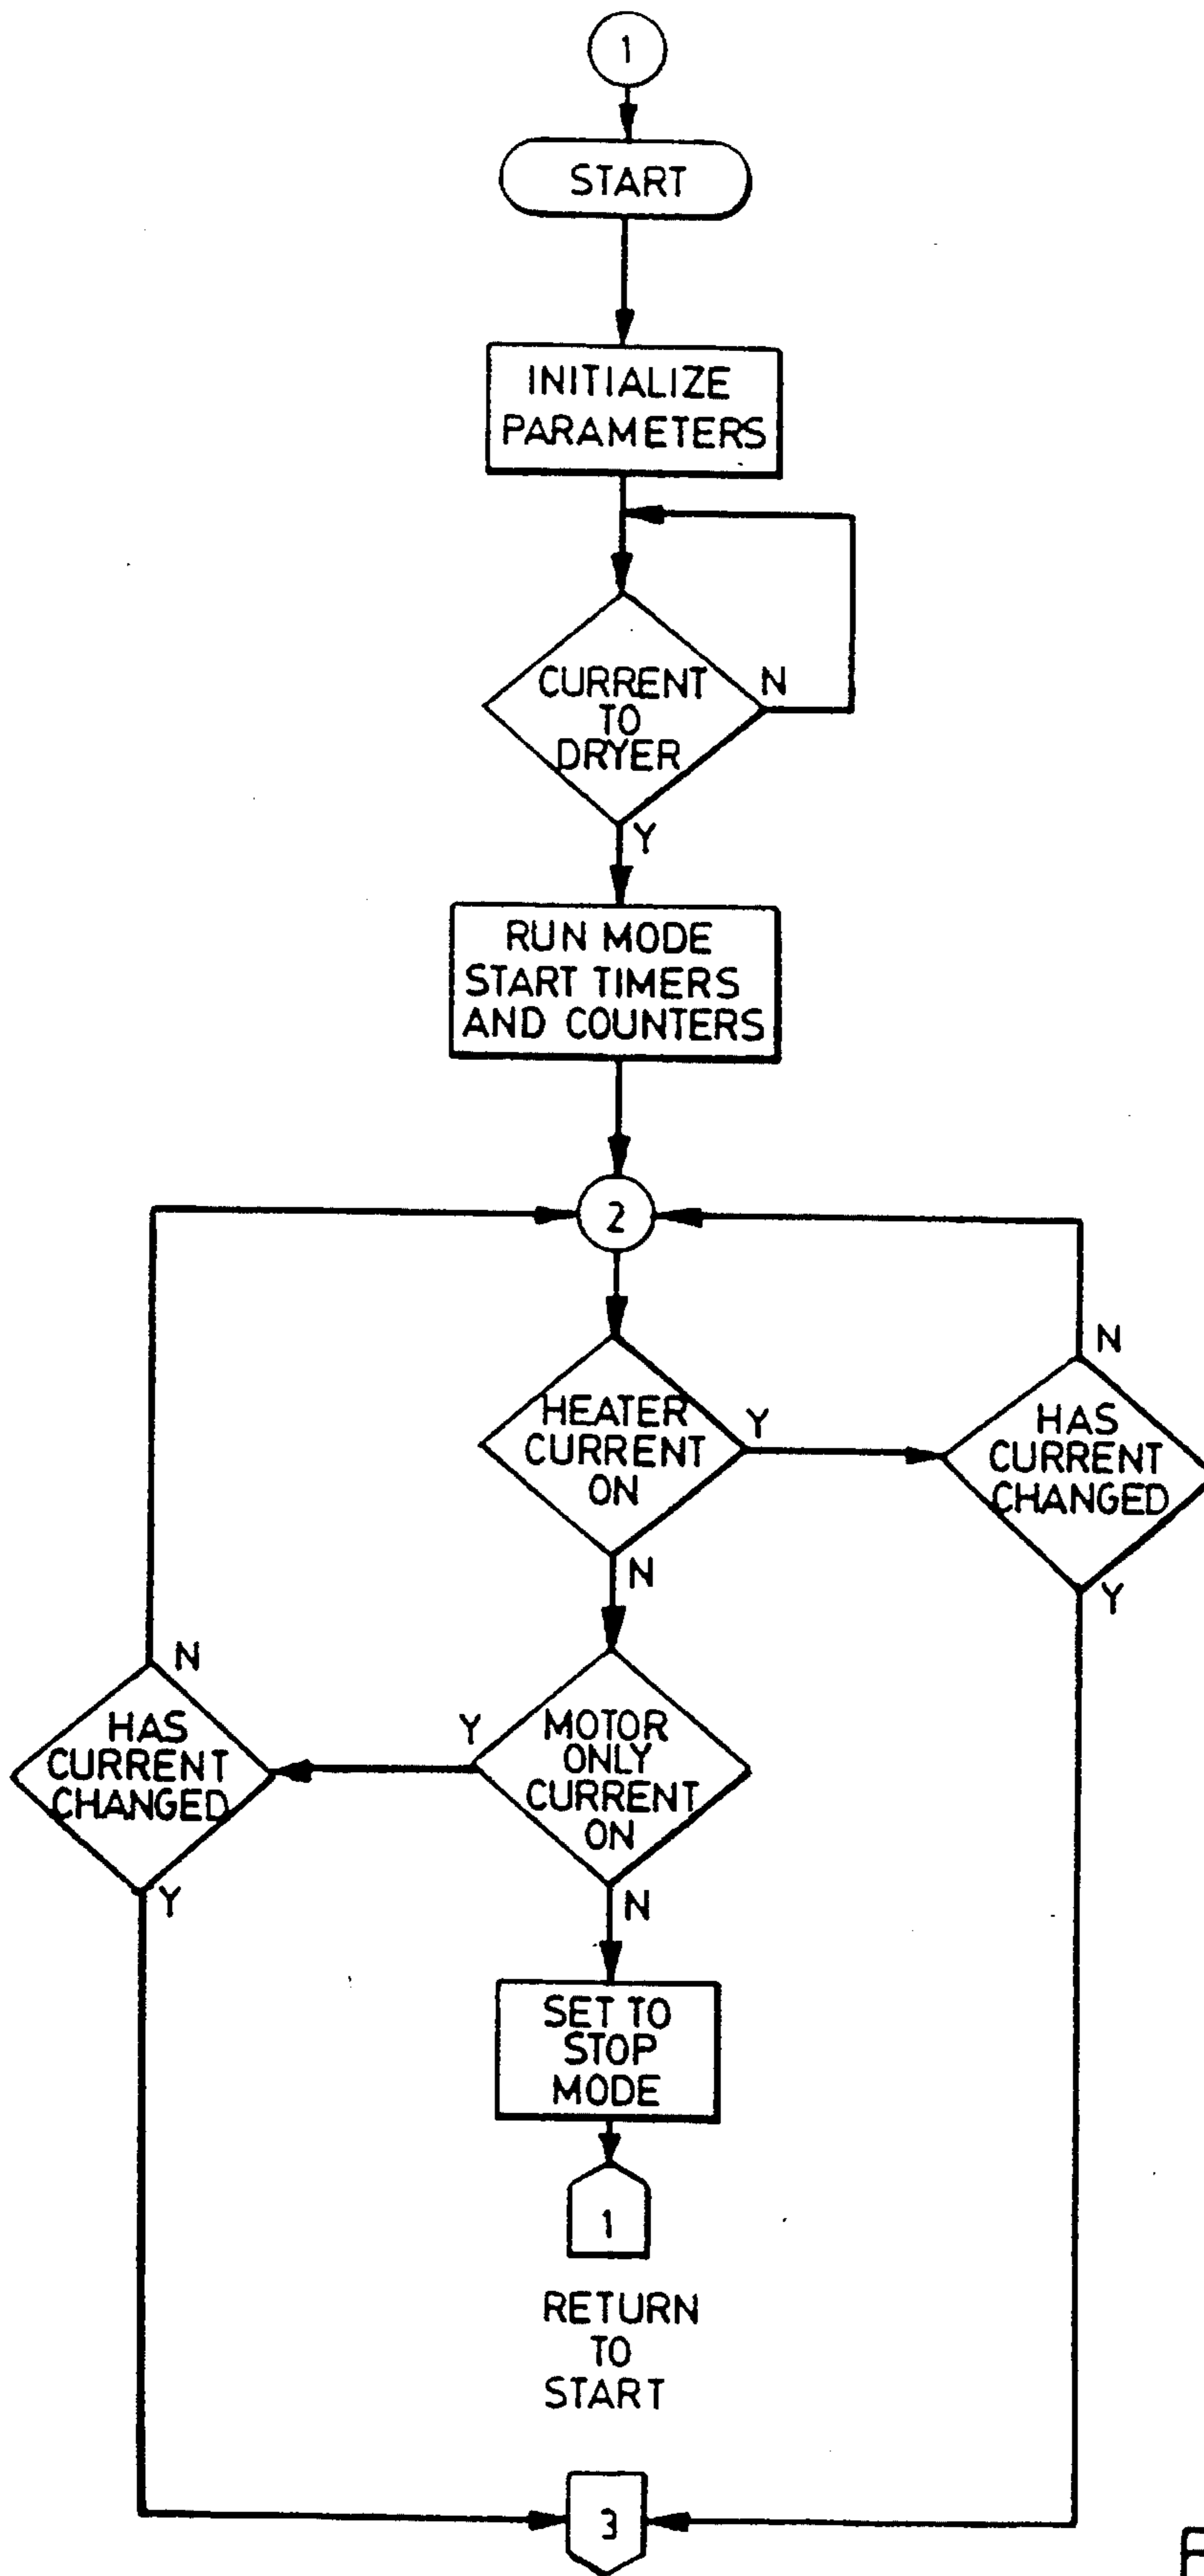 1
START
INITIALIZE
PARAMETERS
CURRENT
TO
DRYER
N
Y
RUN MODE
START TIMERS
AND COUNTERS
2
HEATER
CURRENT
ON
Y
N
HAS
CURRENT
CHANGED
N
Y
MOTOR
ONLY
CURRENT
ON
Y
N
HAS
CURRENT
CHANGED
N
Y
SET TO
STOP
MODE
1
RETURN
TO
START
3